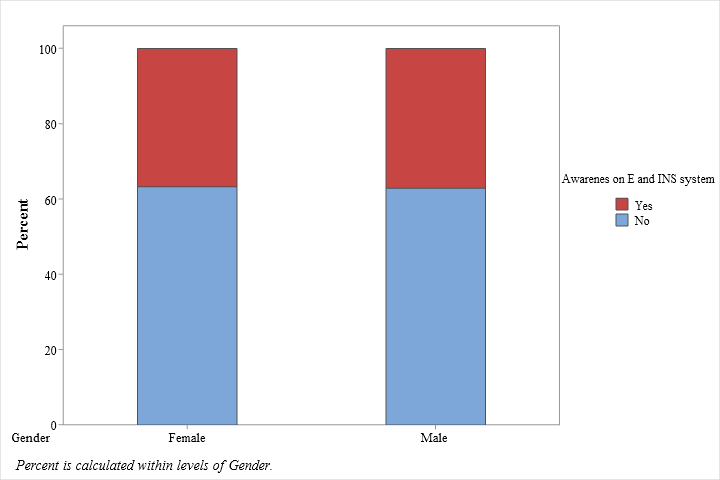 Percent
100
80
60
40
20
0
Gender
Female
Male
Awarenes on E and INS system
Yes
No
Percent is calculated within levels of Gender.